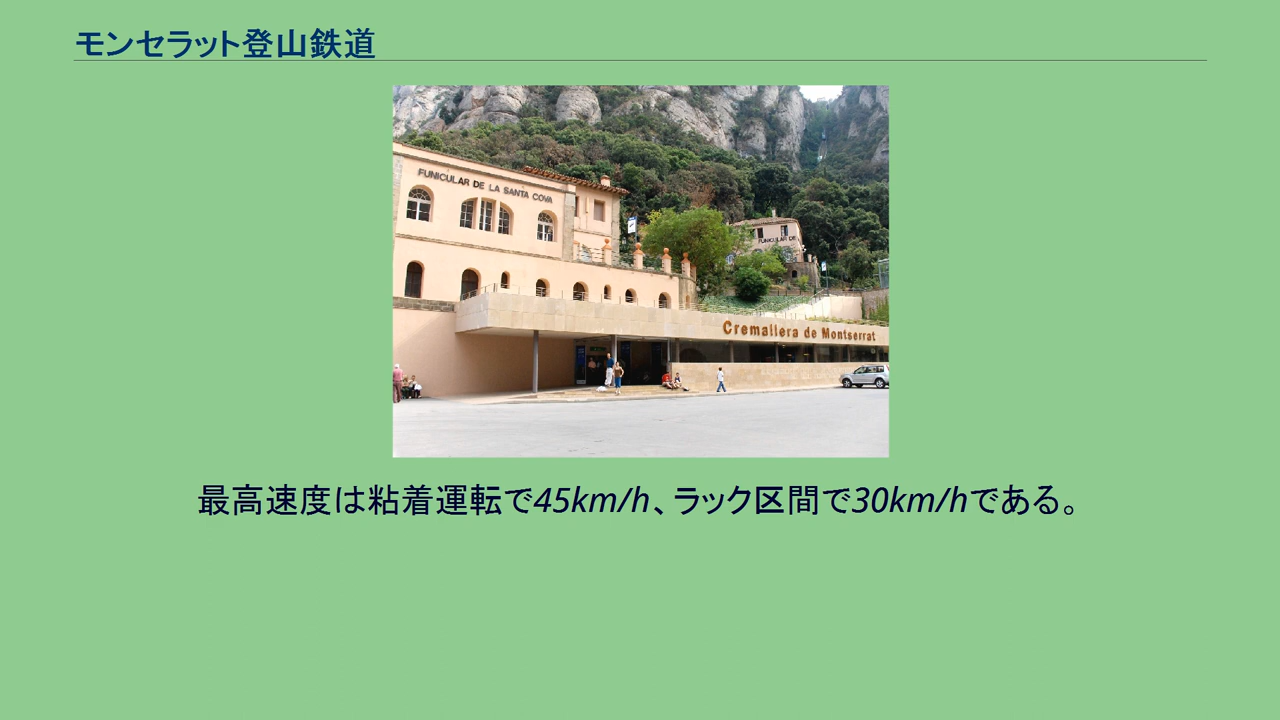 モンセラット登山鉄道
FUNICULAR DE LA SANTA COVA
FUNICULAR DE
Cremallera de Montserrat
最高速度は粘着運転で45km/h、ラック区間で30km/hである。